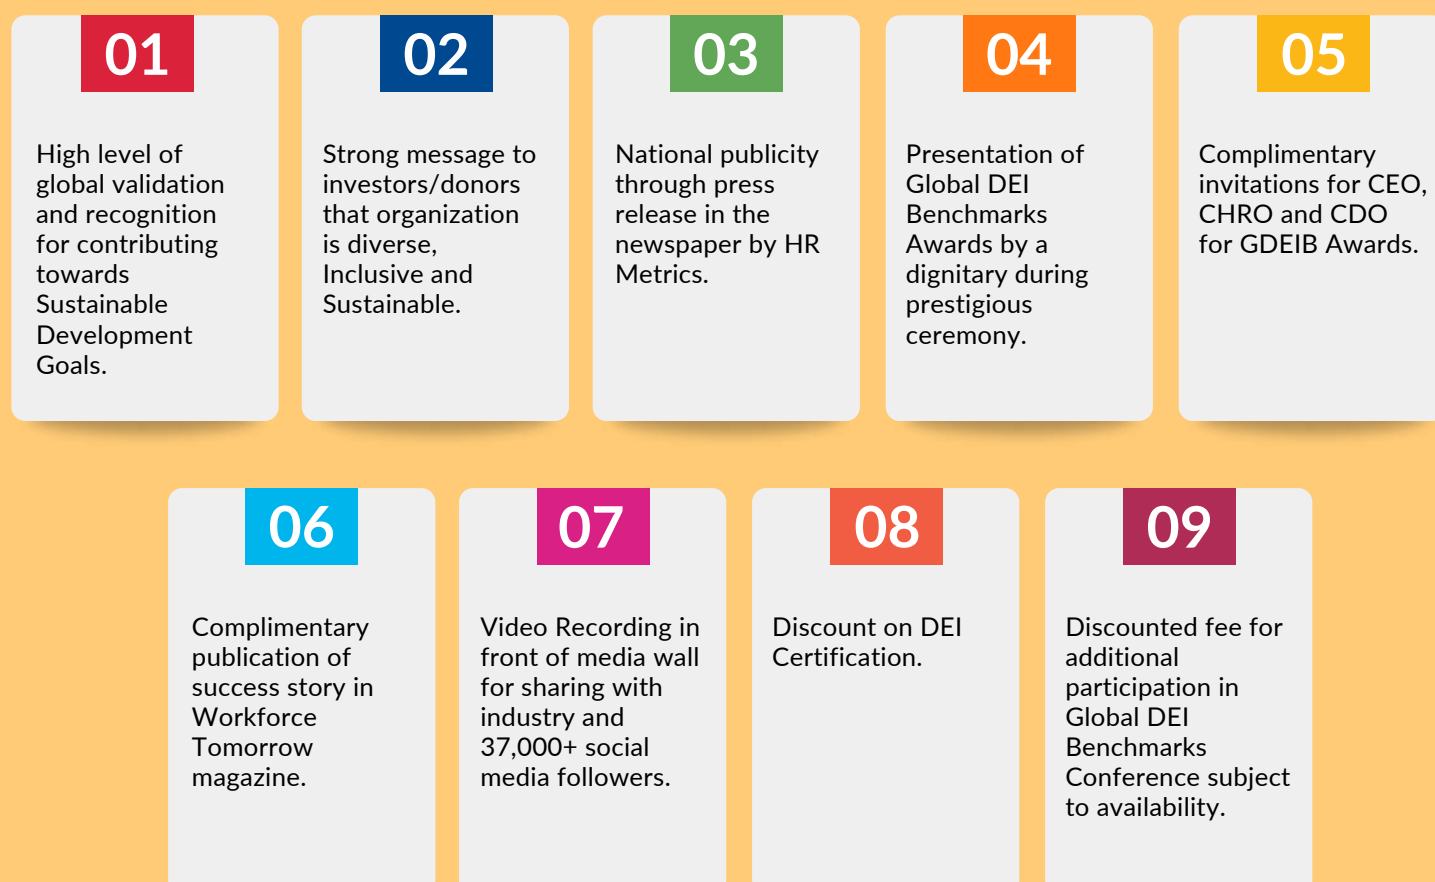 01
High level of
global validation
and recognition
for contributing
towards
Sustainable
Development
Goals.
02
Strong message to
investors/donors
that organization
is diverse,
Inclusive and
Sustainable.
03
National publicity
through press
release in the
newspaper by HR
Metrics.
04
Presentation of
Global DEI
Benchmarks
Awards by a
dignitary during
prestigious
ceremony.
05
Complimentary
invitations for CEO,
CHRO and CDO
for GDEIB Awards.
06
Complimentary
publication of
success story in
Workforce
Tomorrow
magazine.
07
Video Recording in
front of media wall
for sharing with
industry and
37,000+ social
media followers.
08
Discount on DEI
Certification.
09
Discounted fee for
additional
participation in
Global DEI
Benchmarks
Conference subject
to availability.